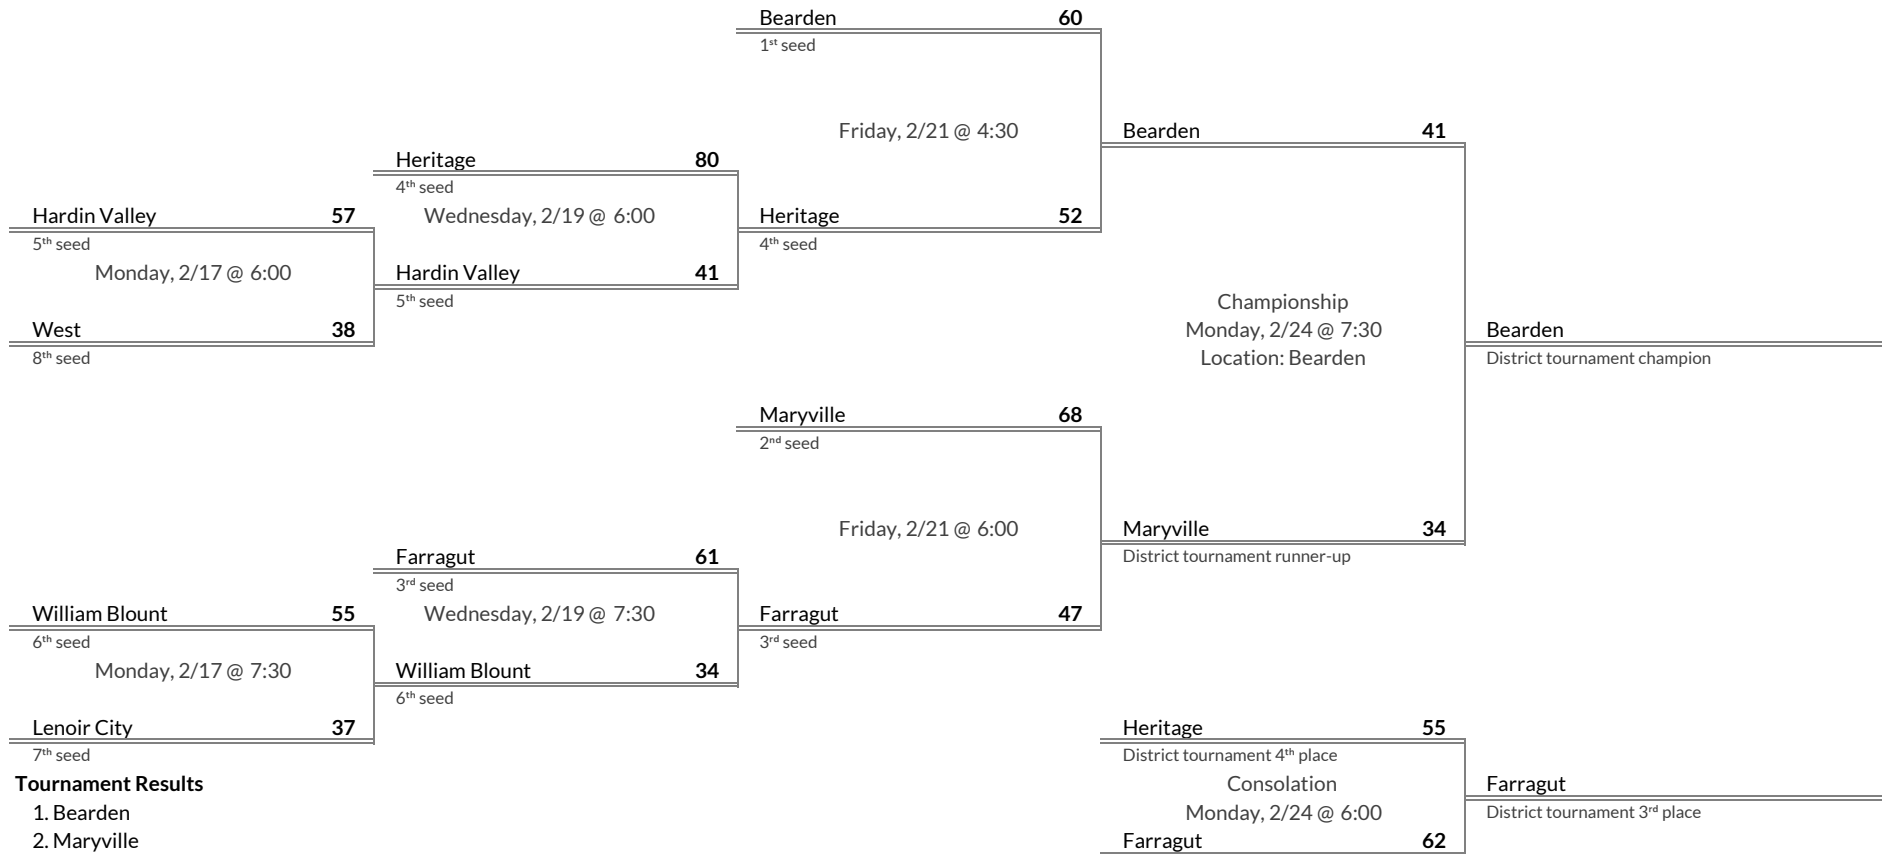 Bearden 60
1st seed
Friday, 2/21 @ 4:30
Bearden 41
Heritage 80
4th seed
Wednesday, 2/19 @ 6:00
Hardin Valley 57
5th seed
Heritage 52
4th seed
Monday, 2/17 @ 6:00
Hardin Valley 41
5th seed
West 38
8th seed
Championship
Monday, 2/24 @ 7:30
Location: Bearden
Bearden
District tournament champion
Maryville 68
2nd seed
Friday, 2/21 @ 6:00
Maryville 34
District tournament runner-up
Farragut 61
3rd seed
Wednesday, 2/19 @ 7:30
William Blount 55
6th seed
Farragut 47
3rd seed
Monday, 2/17 @ 7:30
William Blount 34
6th seed
Lenoir City 37
7th seed
Heritage 55
District tournament 4th place
Consolation
Monday, 2/24 @ 6:00
Farragut 62
Farragut
District tournament 3rd place
Tournament Results
1. Bearden
2. Maryville